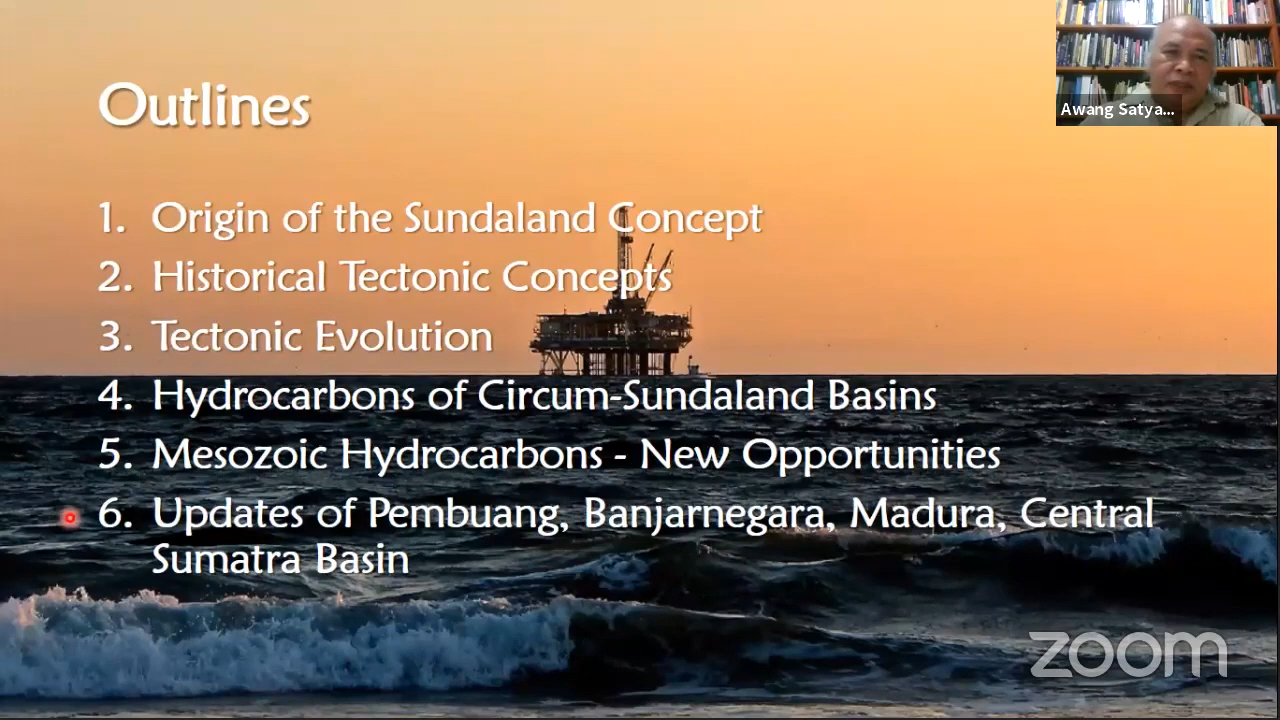 Awang Satya...
Outlines
1. Origin of the Sundaland Concept
2. Historical Tectonic Concepts
3. Tectonic Evolution
4. Hydrocarbons of Circum-Sundaland Basins
5. Mesozoic Hydrocarbons - New Opportunities
6. Updates of Pembuang, Banjarnegara, Madura, Central
Sumatra Basin
zoom